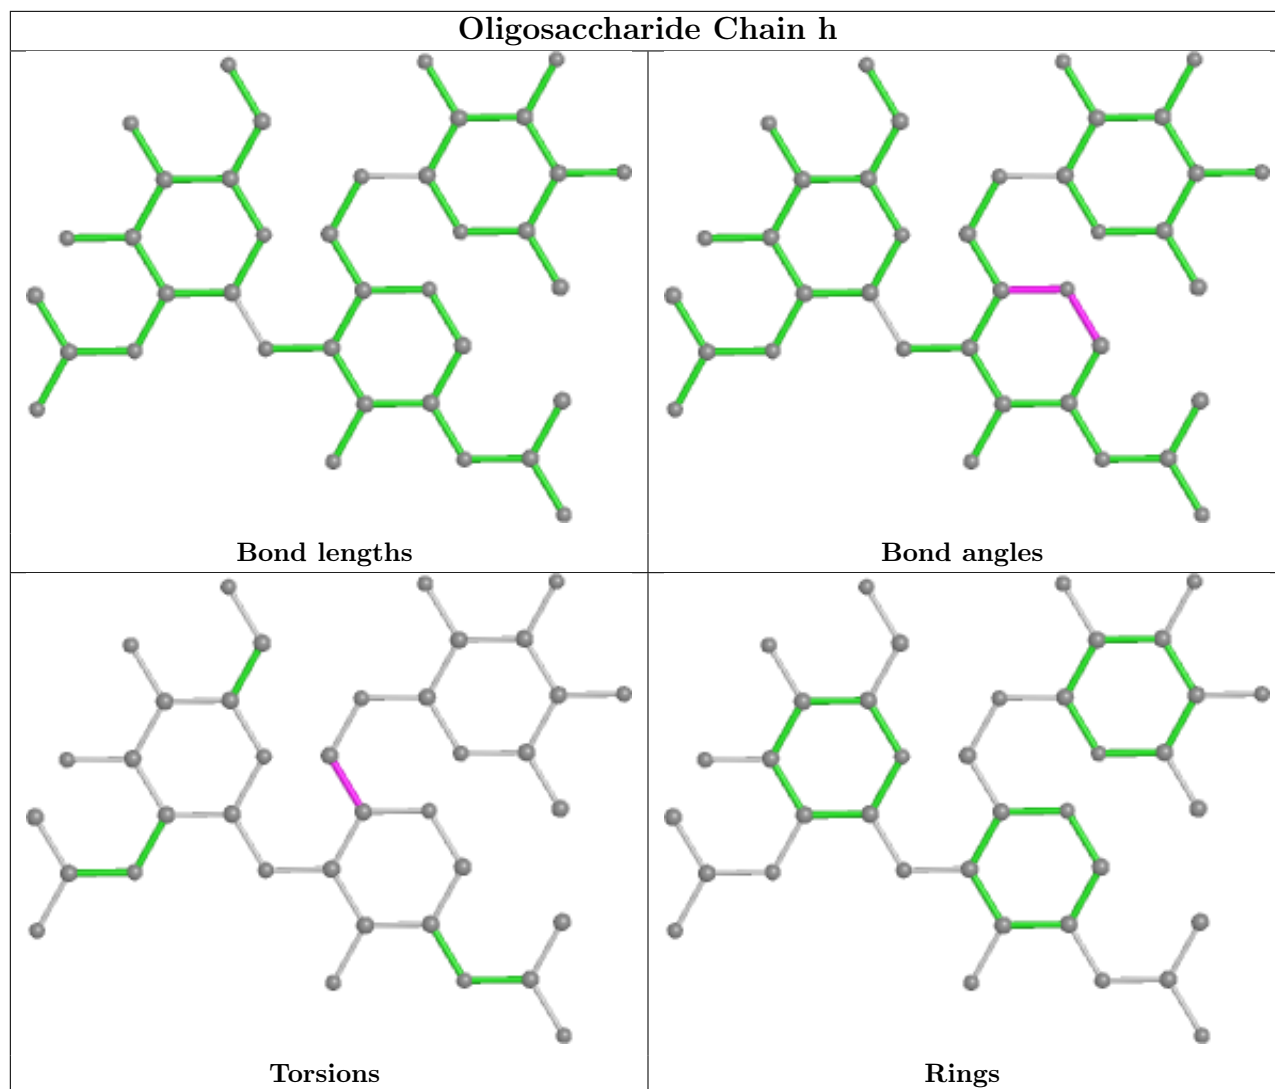 Oligosaccharide Chain h
Bond lengths
Bond angles
Torsions
Rings